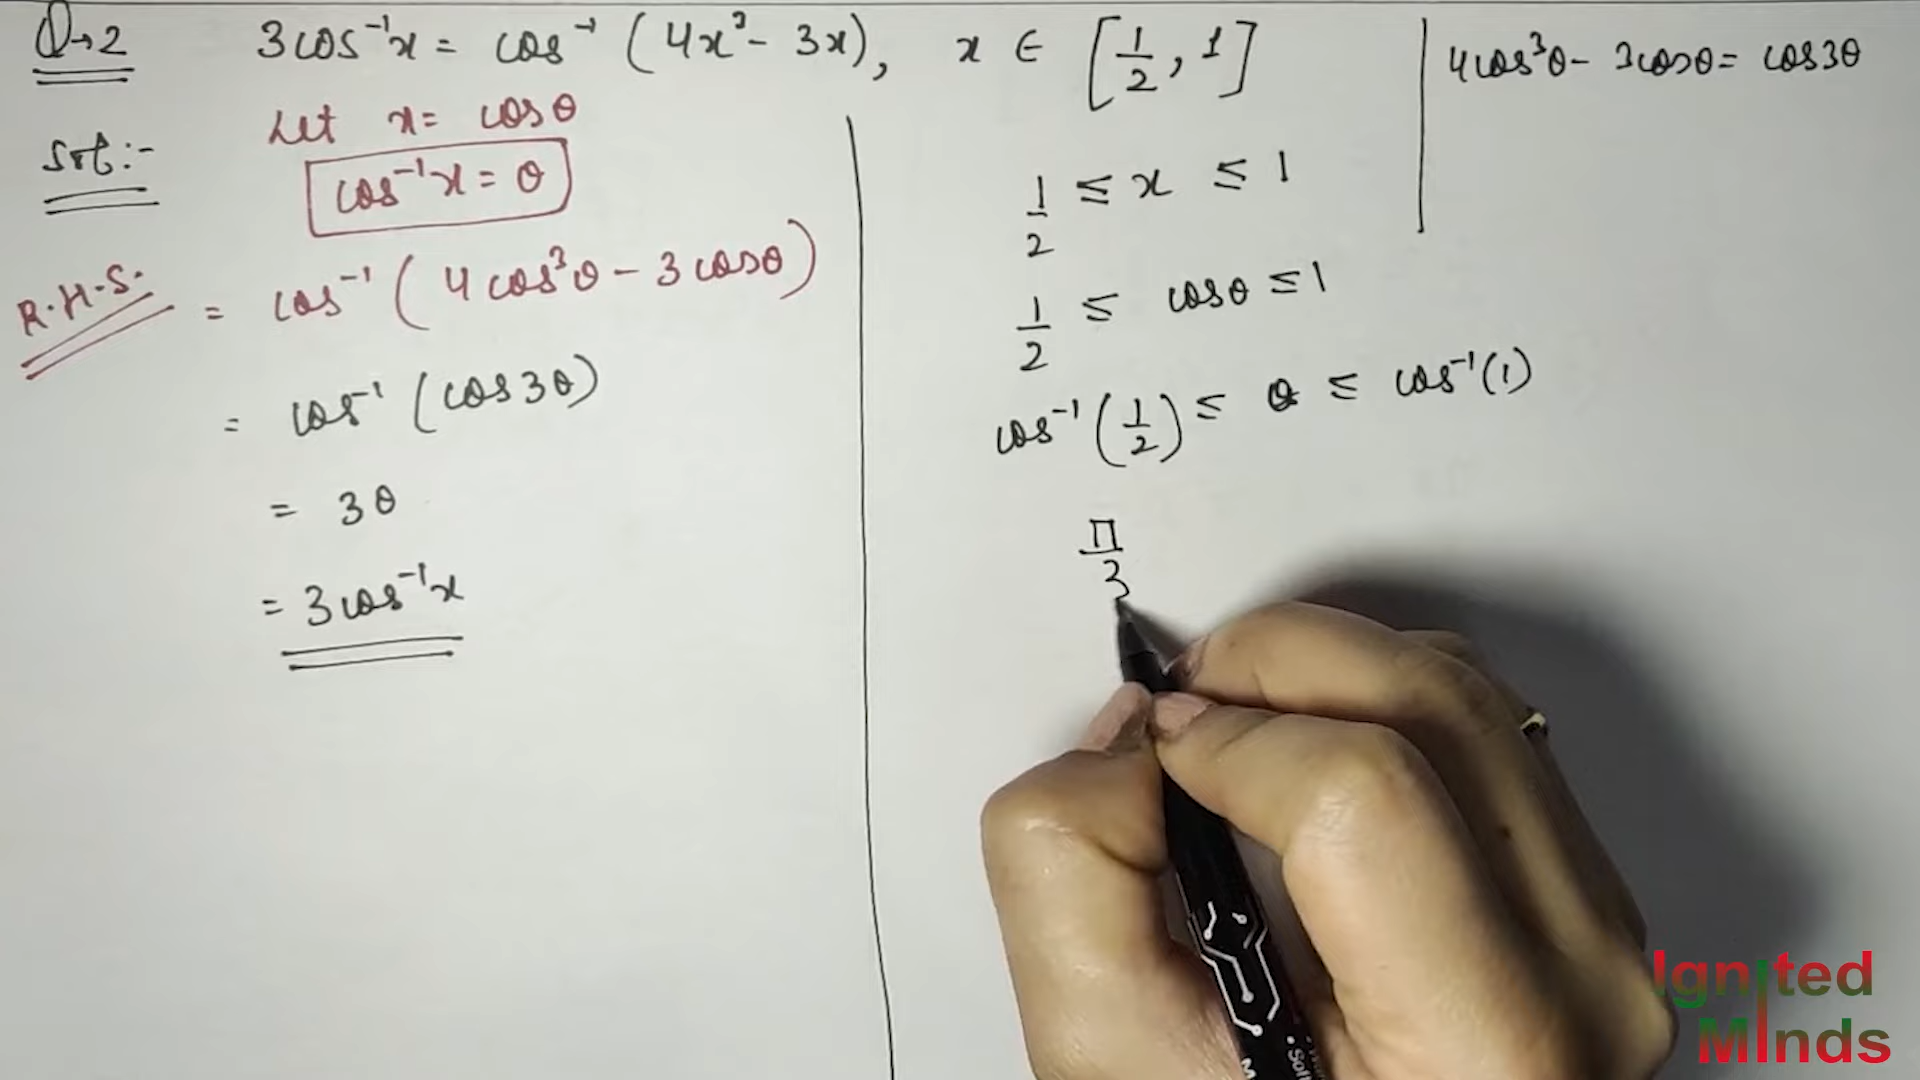 Q→2 3cos⁻¹x = cos⁻¹ (4x³ - 3x), x ∈ [1/2, 1]
Sol:-
Let x = cosθ
cos⁻¹x = θ
R.H.S. = cos⁻¹ (4cos³θ - 3cosθ)
= cos⁻¹ (cos3θ)
= 3θ
= 3cos⁻¹x
4cos³θ - 3cosθ = cos3θ
1/2 ≤ x ≤ 1
1/2 ≤ cosθ ≤ 1
cos⁻¹(1/2) ≤ θ ≤ cos⁻¹(1)
π/3
Ignited
Minds